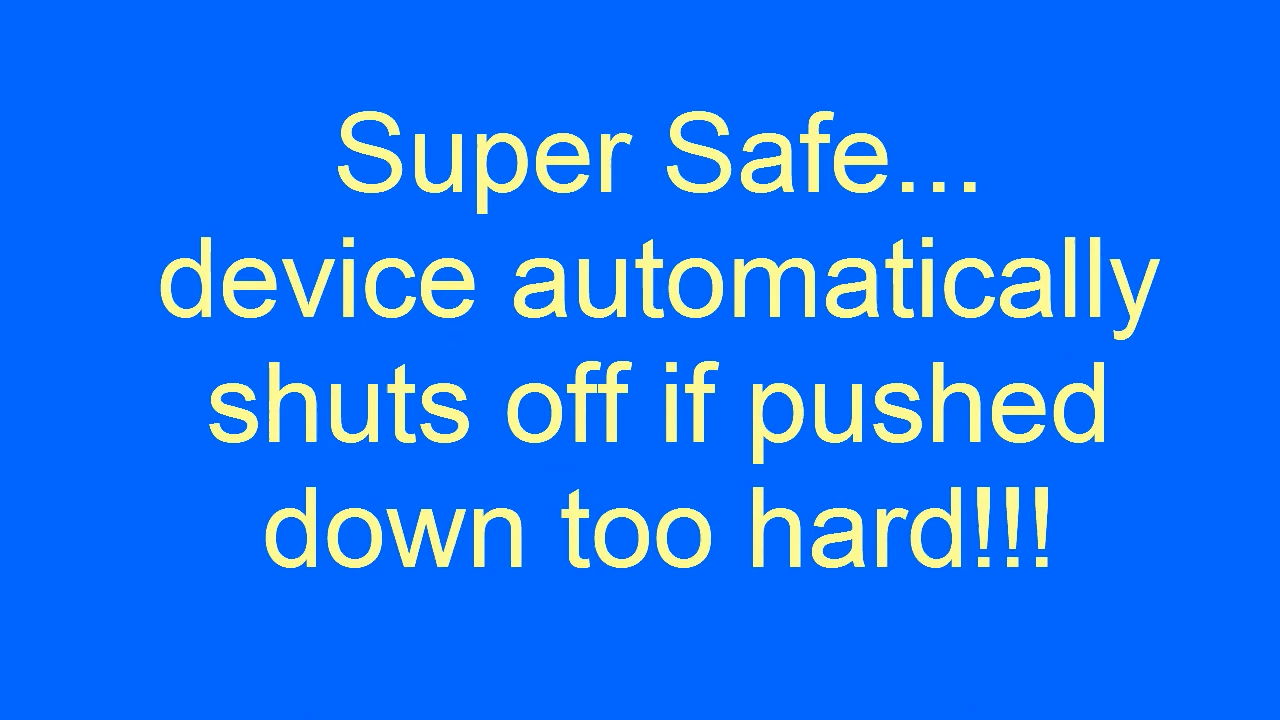 Super Safe...
device automatically
shuts off if pushed
down too hard!!!